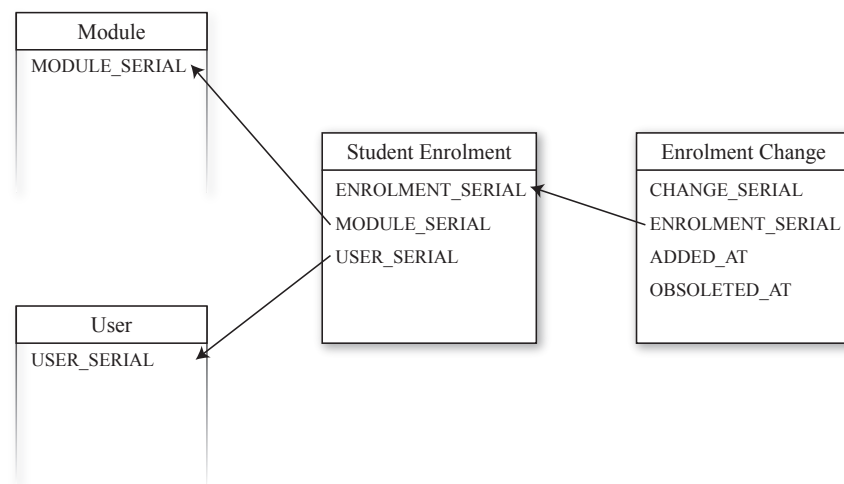 Module
MODULE_SERIAL
Student Enrolment
ENROLMENT_SERIAL
MODULE_SERIAL
USER_SERIAL
Enrolment Change
CHANGE_SERIAL
ENROLMENT_SERIAL
ADDED_AT
OBSOLETED_AT
User
USER_SERIAL